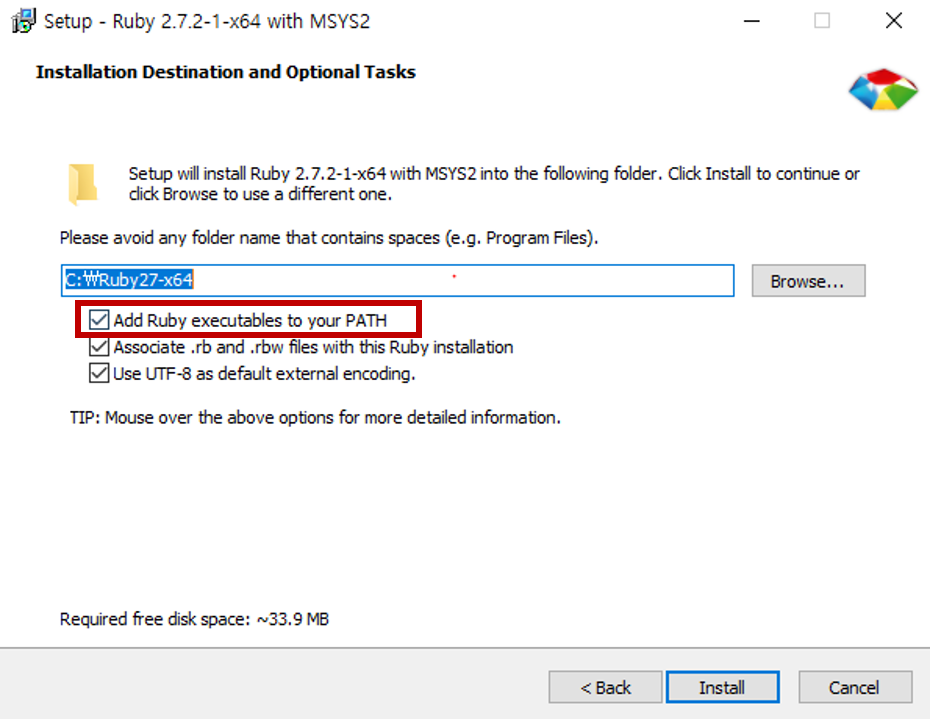 Setup - Ruby 2.7.2-1-x64 with MSYS2
Installation Destination and Optional Tasks
Setup will install Ruby 2.7.2-1-x64 with MSYS2 into the following folder. Click Install to continue or
click Browse to use a different one.
Please avoid any folder name that contains spaces (e.g. Program Files).
C:₩Ruby27-x64
Browse...
Add Ruby executables to your PATH
Associate .rb and .rbw files with this Ruby installation
Use UTF-8 as default external encoding.
TIP: Mouse over the above options for more detailed information.
Required free disk space: ~33.9 MB
< Back
Install
Cancel